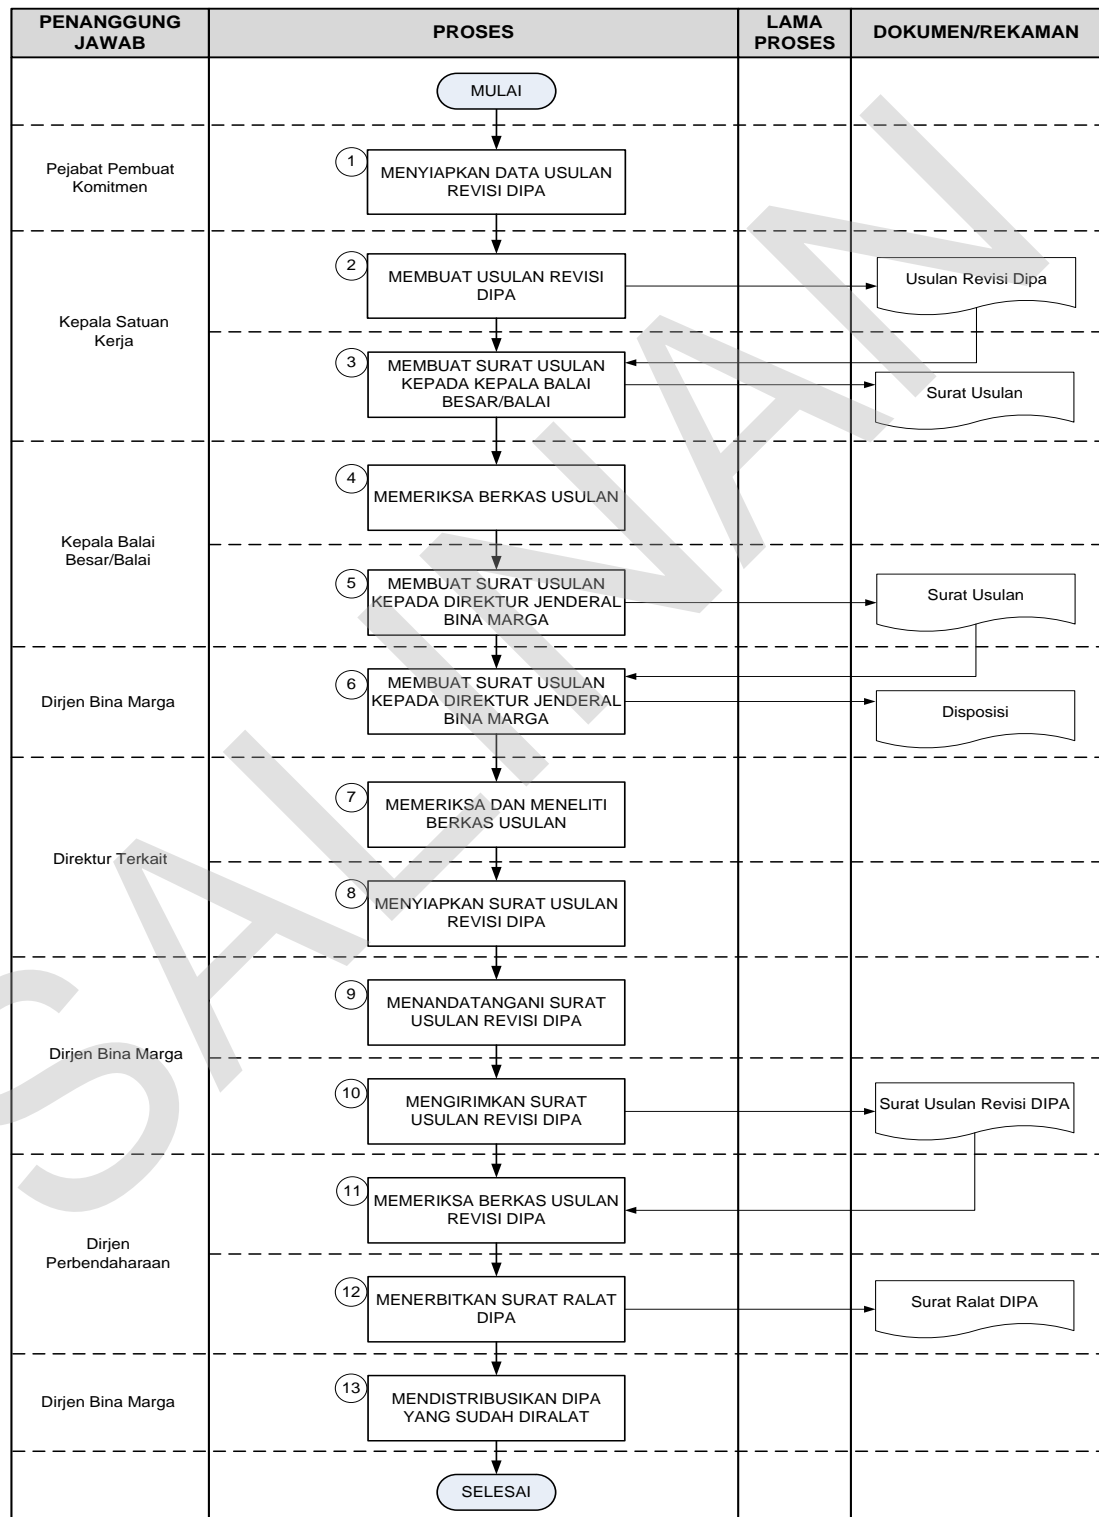 PENANGGUNG
JAWAB
PROSES
LAMA
PROSES
DOKUMEN/REKAMAN
MULAI
Pejabat Pembuat
Komitmen
1
MENYIAPKAN DATA USULAN
REVISI DIPA
Kepala Satuan
Kerja
2
MEMBUAT USULAN REVISI
DIPA
Usulan Revisi Dipa
3
MEMBUAT SURAT USULAN
KEPADA KEPALA BALAI
BESAR/BALAI
Surat Usulan
Kepala Balai
Besar/Balai
4
MEMERIKSA BERKAS USULAN
5
MEMBUAT SURAT USULAN
KEPADA DIREKTUR JENDERAL
BINA MARGA
Surat Usulan
Dirjen Bina Marga
6
MEMBUAT SURAT USULAN
KEPADA DIREKTUR JENDERAL
BINA MARGA
Disposisi
Direktur Terkait
7
MEMERIKSA DAN MENELITI
BERKAS USULAN
8
MENYIAPKAN SURAT USULAN
REVISI DIPA
Dirjen Bina Marga
9
MENANDATANGANI SURAT
USULAN REVISI DIPA
10
MENGIRIMKAN SURAT
USULAN REVISI DIPA
Surat Usulan Revisi DIPA
Dirjen
Perbendaharaan
11
MEMERIKSA BERKAS USULAN
REVISI DIPA
12
MENERBITKAN SURAT RALAT
DIPA
Surat Ralat DIPA
Dirjen Bina Marga
13
MENDISTRIBUSIKAN DIPA
YANG SUDAH DIRALAT
SELESAI
SALINAN